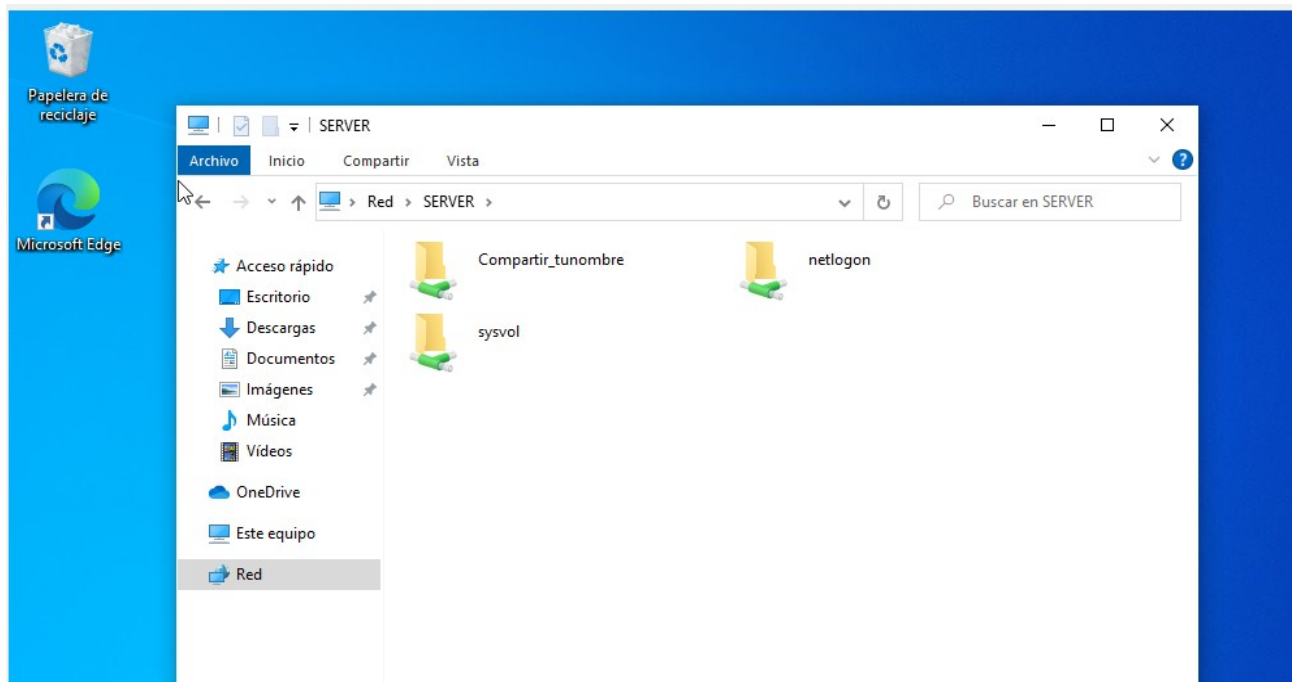 Papelera de
reciclaje
Microsoft Edge
SERVER
Archivo Inicio Compartir Vista
Red > SERVER >
Buscar en SERVER
Acceso rápido
Escritorio
Descargas
Documentos
Imágenes
Música
Vídeos
OneDrive
Este equipo
Red
Compartir_tunombre
netlogon
sysvol